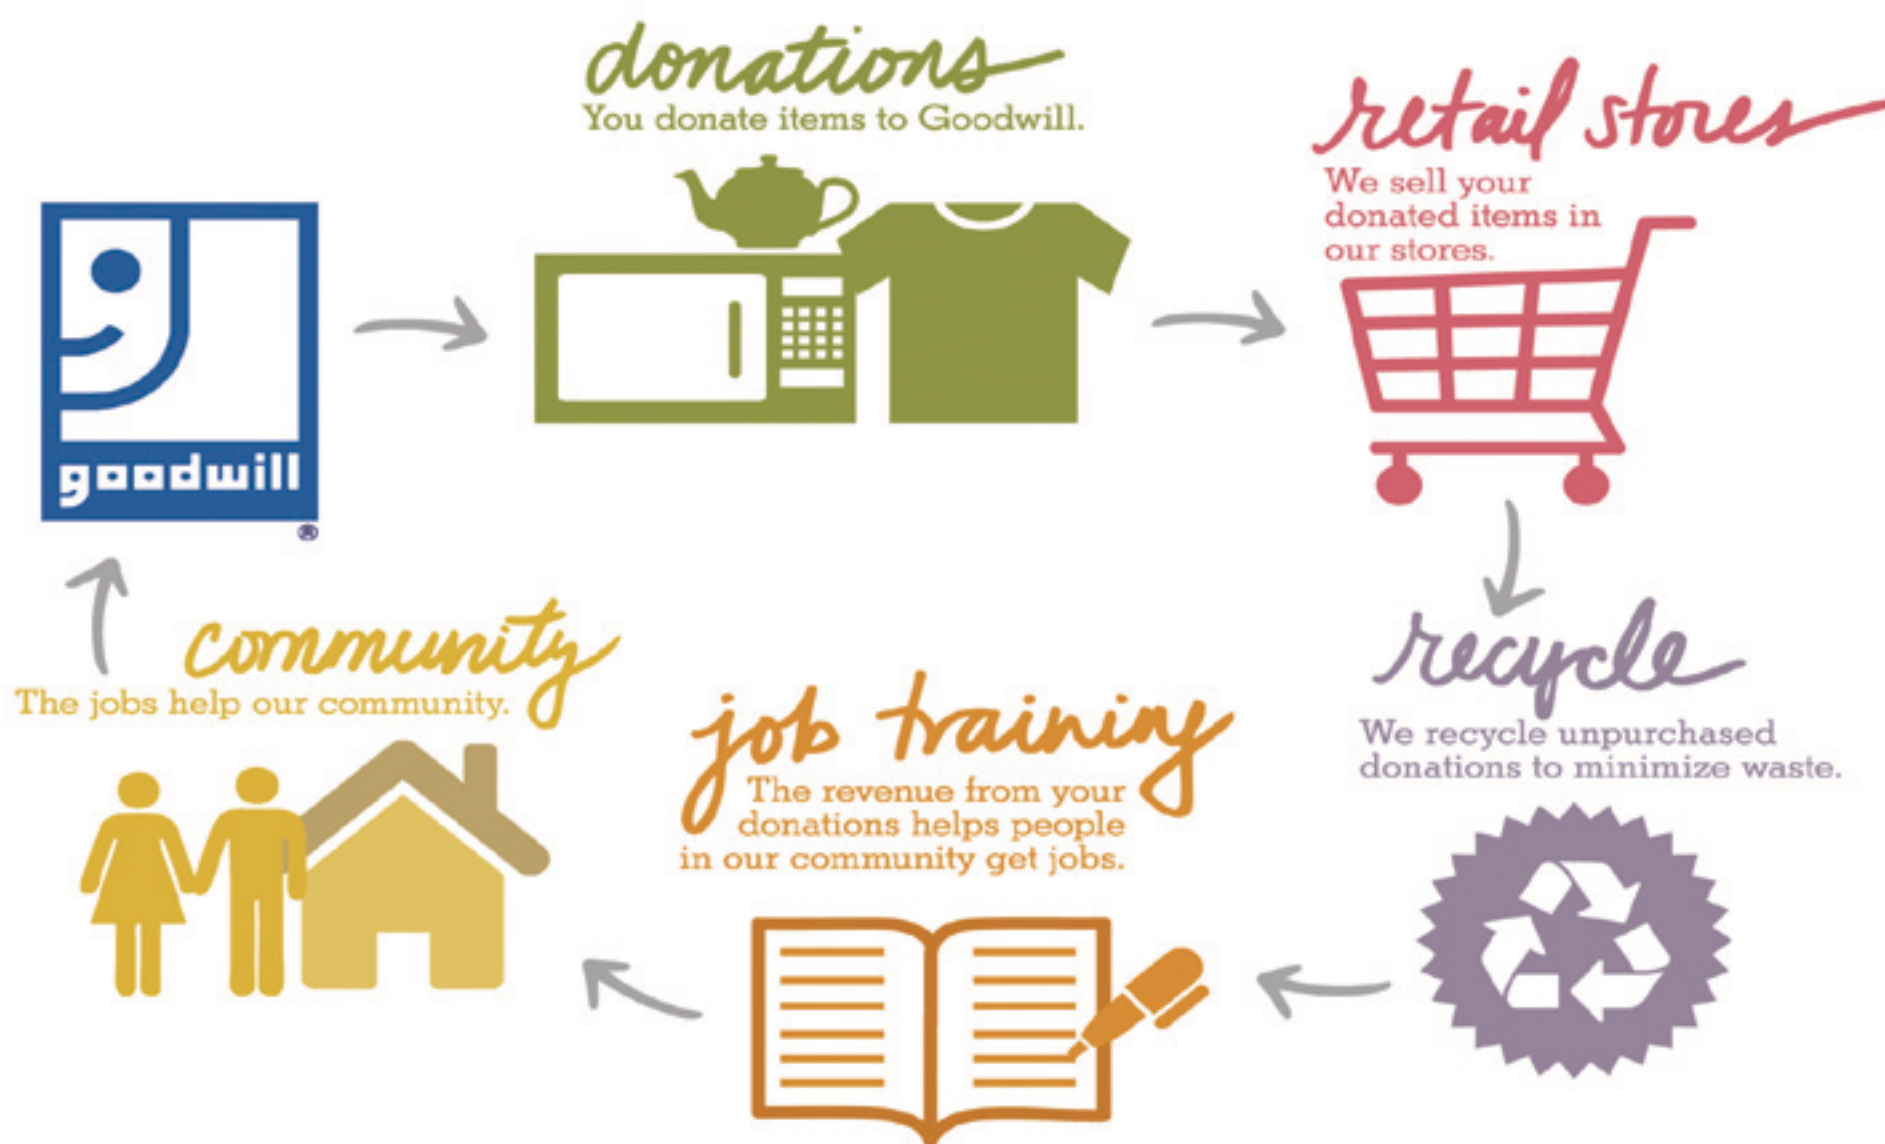 goodwill
®
donations
You donate items to Goodwill.
retail stores
We sell your
donated items in
our stores.
recycle
We recycle unpurchased
donations to minimize waste.
job training
The revenue from your
donations helps people
in our community get jobs.
community
The jobs help our community.